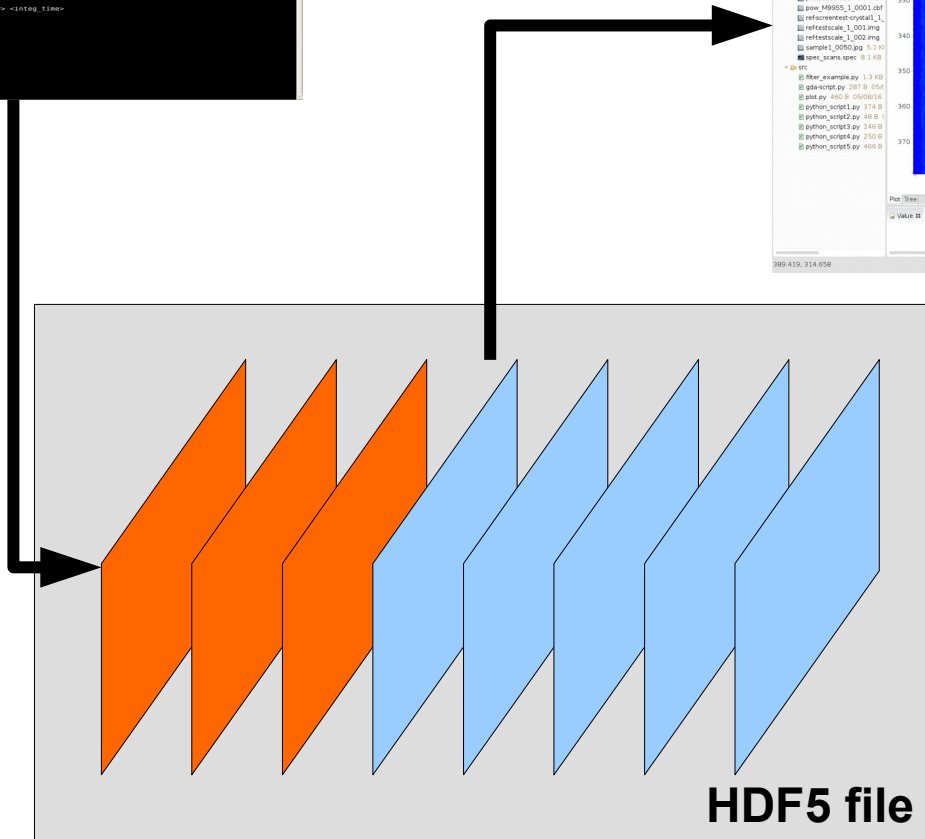 > <integ_time>
330
pow_M9955_1_0001.cbf
ref-screentest-crystal1_1_
ref-testscale_1_001.img
340
ref-testscale_1_002.img
sample1_0050.jpg 5.1 K
spec_scans.spec 8.1 KB
src
350
filter_example.py 1.3 KB
gda-script.py 287 B 05/
plot.py 460 B 05/08/16
360
python_script1.py 374 B
python_script2.py 48 B
python_script3.py 246 B
python_script4.py 250 B
370
python_script5.py 466 B
Plot Tree
Value
389.419, 314.658
HDF5 file